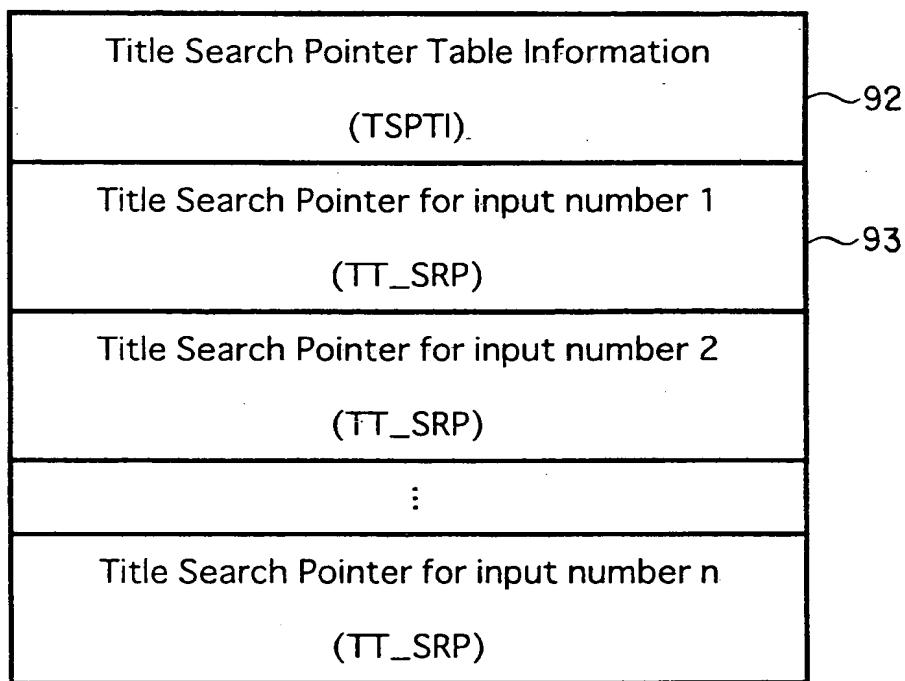 Title Search Pointer Table Information
(TSPTI)
92
Title Search Pointer for input number 1
(TT_SRP)
93
Title Search Pointer for input number 2
(TT_SRP)
⋮
Title Search Pointer for input number n
(TT_SRP)